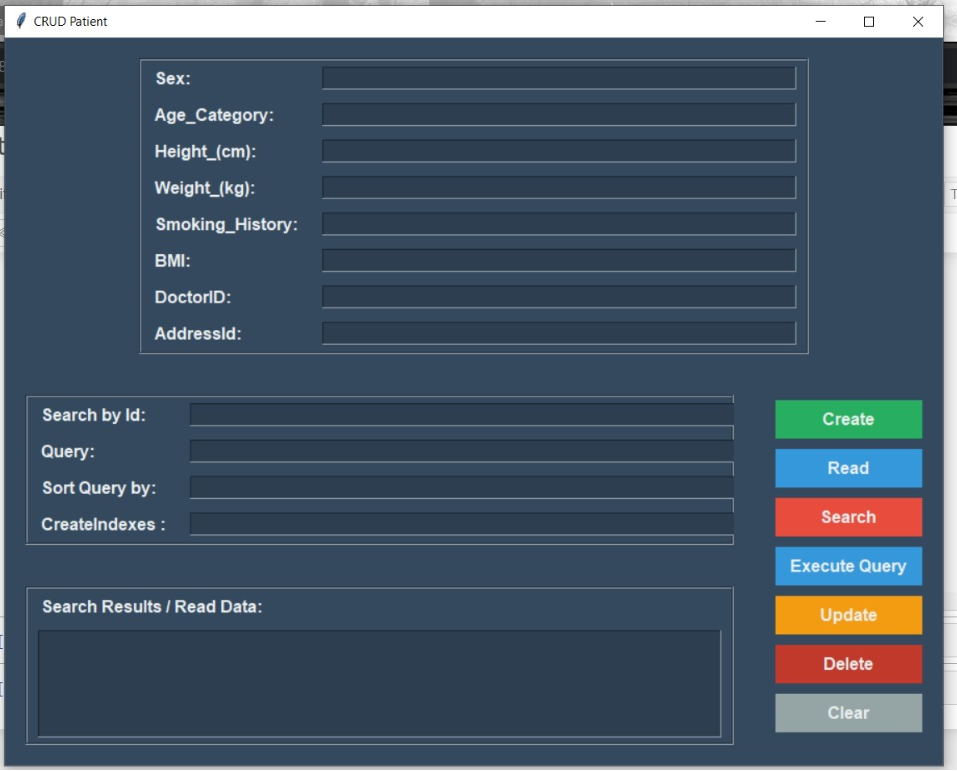 CRUD Patient
Sex:
Age_Category:
Height_(cm):
Weight_(kg):
Smoking_History:
BMI:
DoctorID:
AddressId:
Search by Id:
Query:
Sort Query by:
CreateIndexes :
Create
Read
Search
Execute Query
Update
Delete
Clear
Search Results / Read Data: